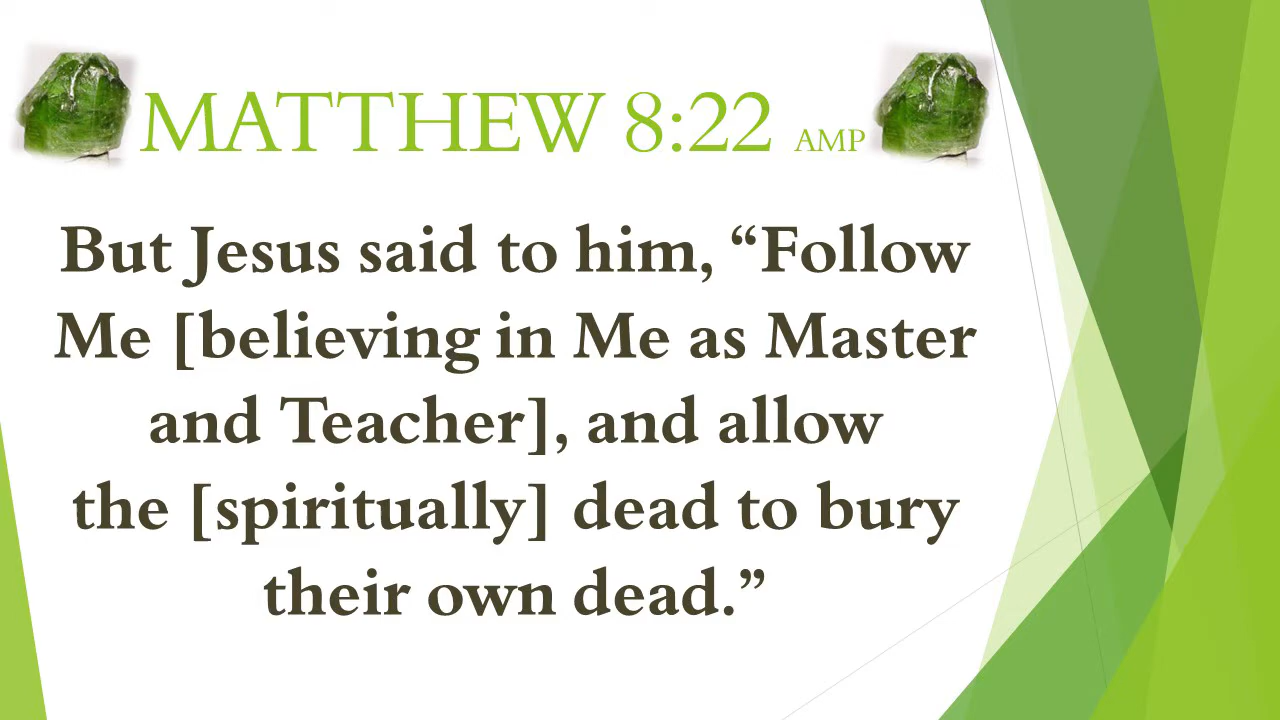 MATTHEW 8:22 AMP
But Jesus said to him, “Follow
Me [believing in Me as Master
and Teacher], and allow
the [spiritually] dead to bury
their own dead.”